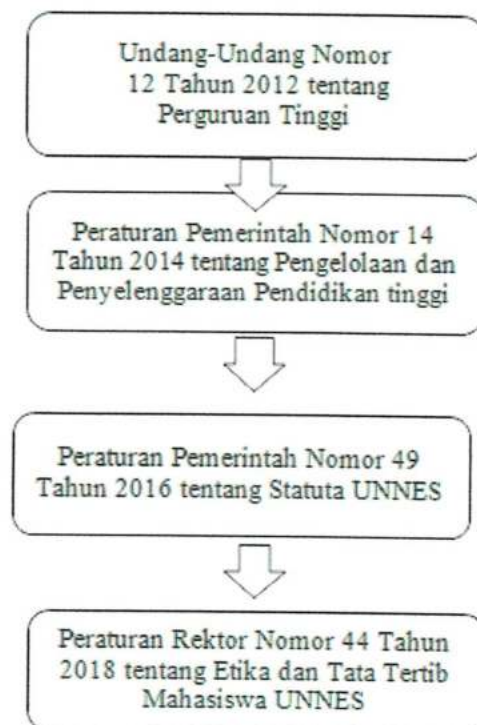 Undang-Undang Nomor
12 Tahun 2012 tentang
Perguruan Tinggi
Peraturan Pemerintah Nomor 14
Tahun 2014 tentang Pengelolaan dan
Penyelenggaraan Pendidikan tinggi
Peraturan Pemerintah Nomor 49
Tahun 2016 tentang Statuta UNNES
Peraturan Rektor Nomor 44 Tahun
2018 tentang Etika dan Tata Tertib
Mahasiswa UNNES